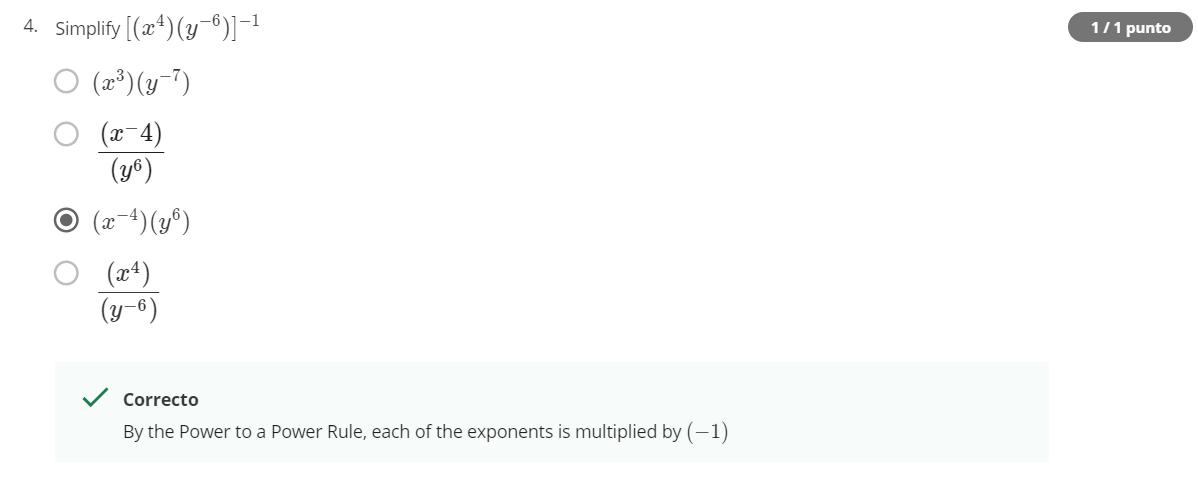 4. Simplify [(x⁴)(y⁻⁶)]⁻¹
1 / 1 punto
(x³)(y⁻⁷)
(x⁻4)
(y⁶)
(x⁻⁴)(y⁶)
(x⁴)
(y⁻⁶)
Correcto
By the Power to a Power Rule, each of the exponents is multiplied by (−1)